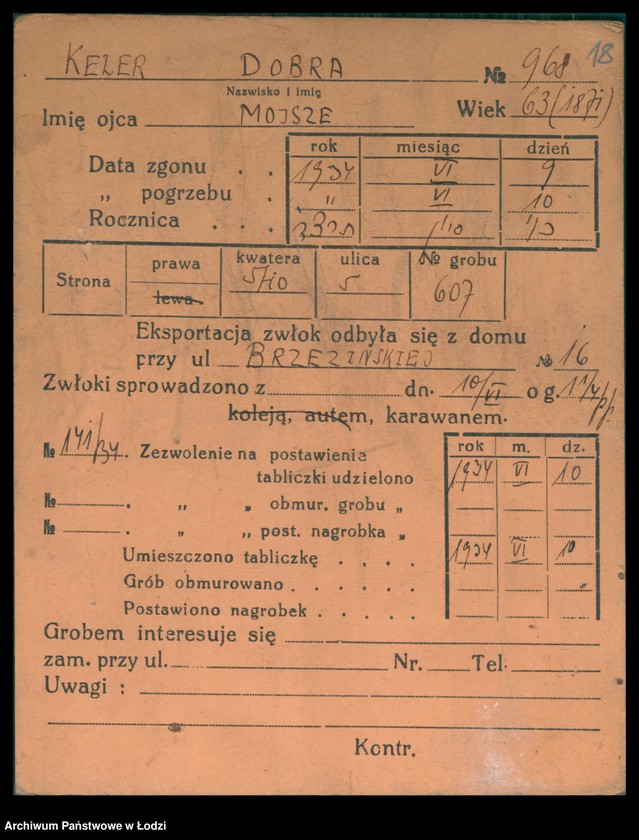 18
KELER DOBRA № 968
Nazwisko i imię
Imię ojca MOJSZE Wiek 63 (1871)
rok miesiąc dzień
Data zgonu . . 1934 VI 9
„ pogrzebu . „ VI 10
Rocznica . . .
Strona prawa kwatera ulica № grobu
lewa 5/10 5 607
Eksportacja zwłok odbyła się z domu
przy ul BRZEZIŃSKIEJ № 16
Zwłoki sprowadzono z dn. 10/VI o g.
koleją, autem, karawanem.
rok m. dz.
№ 141/34. Zezwolenie na postawienie
tabliczki udzielono 1934 VI 10
№ . „ „ obmur. grobu „
№ . „ „ post. nagrobka „
Umieszczono tabliczkę . . . . 1934 VI 10
Grób obmurowano . . . . . .
Postawiono nagrobek . . . . .
Grobem interesuje się
zam. przy ul. Nr. Tel.
Uwagi :
Kontr.
Archiwum Państwowe w Łodzi